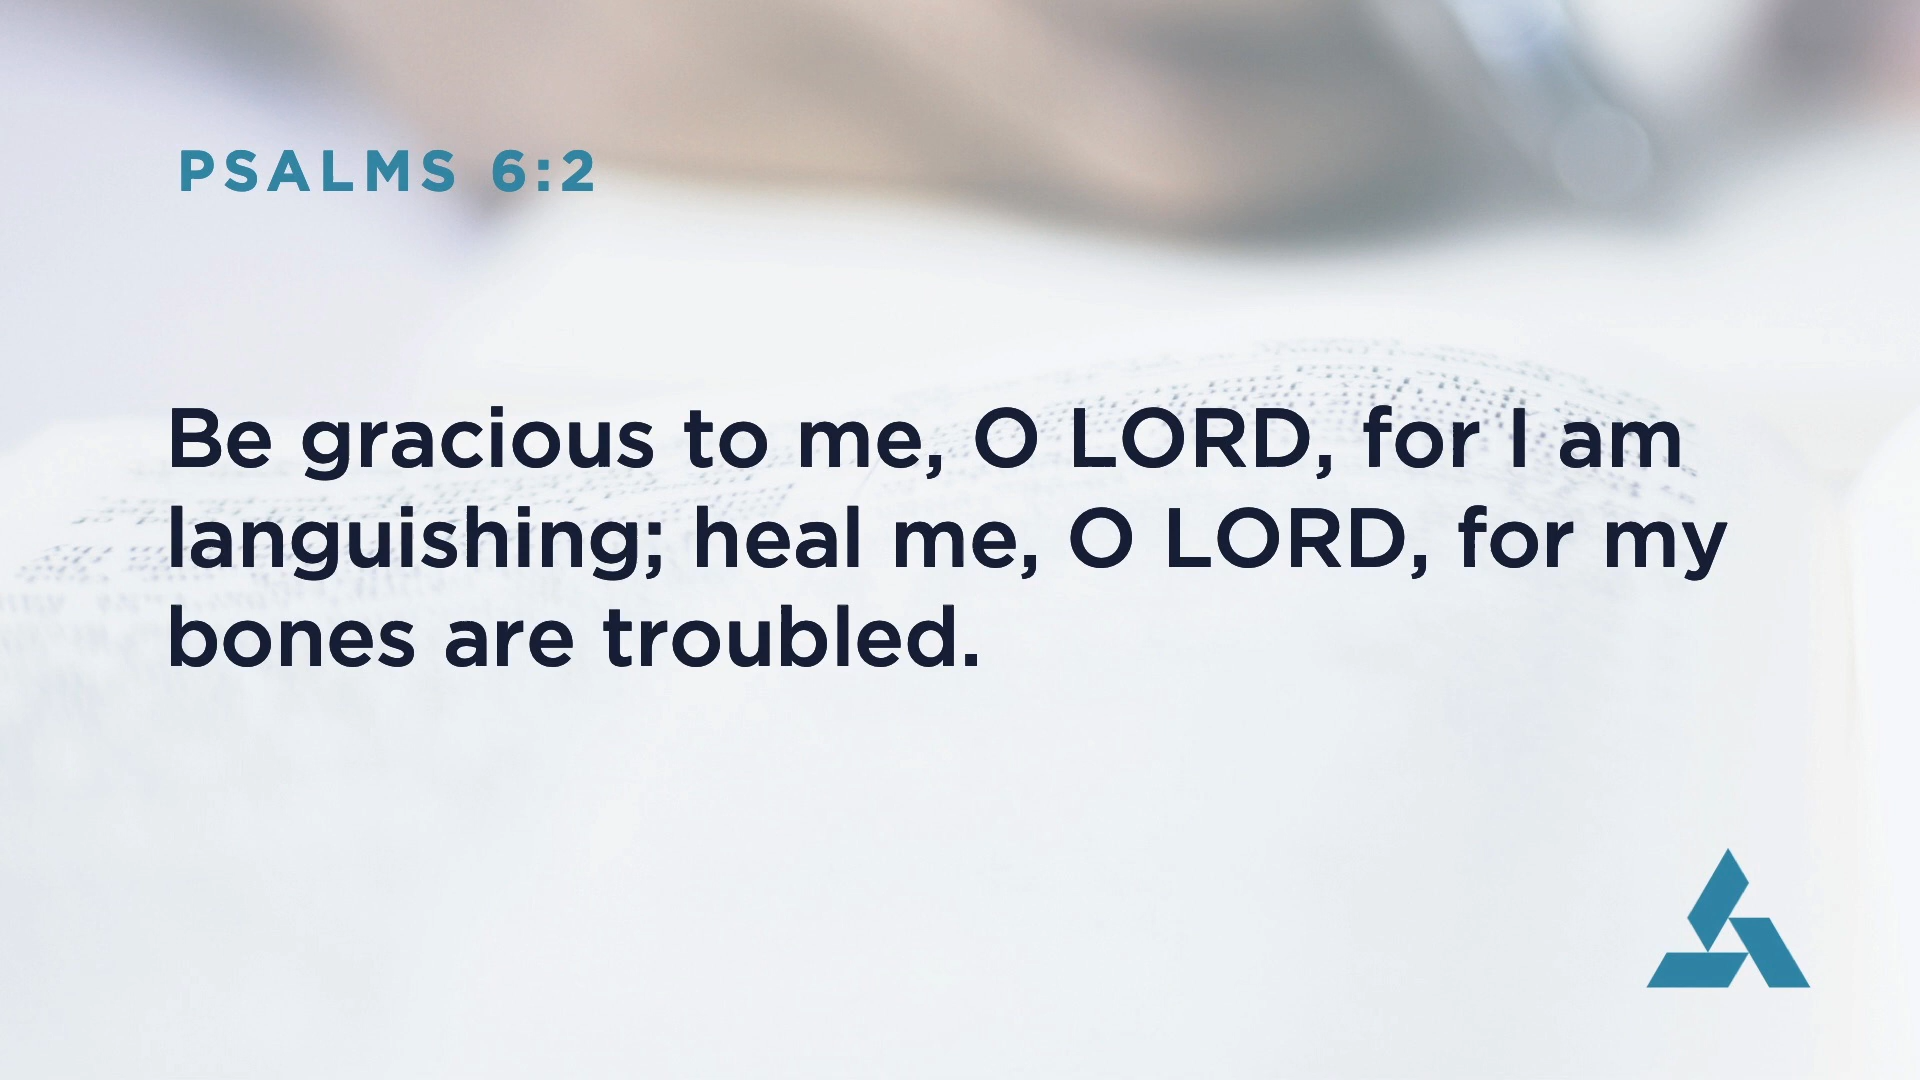 PSALMS 6:2
Be gracious to me, O LORD, for I am
languishing; heal me, O LORD, for my
bones are troubled.